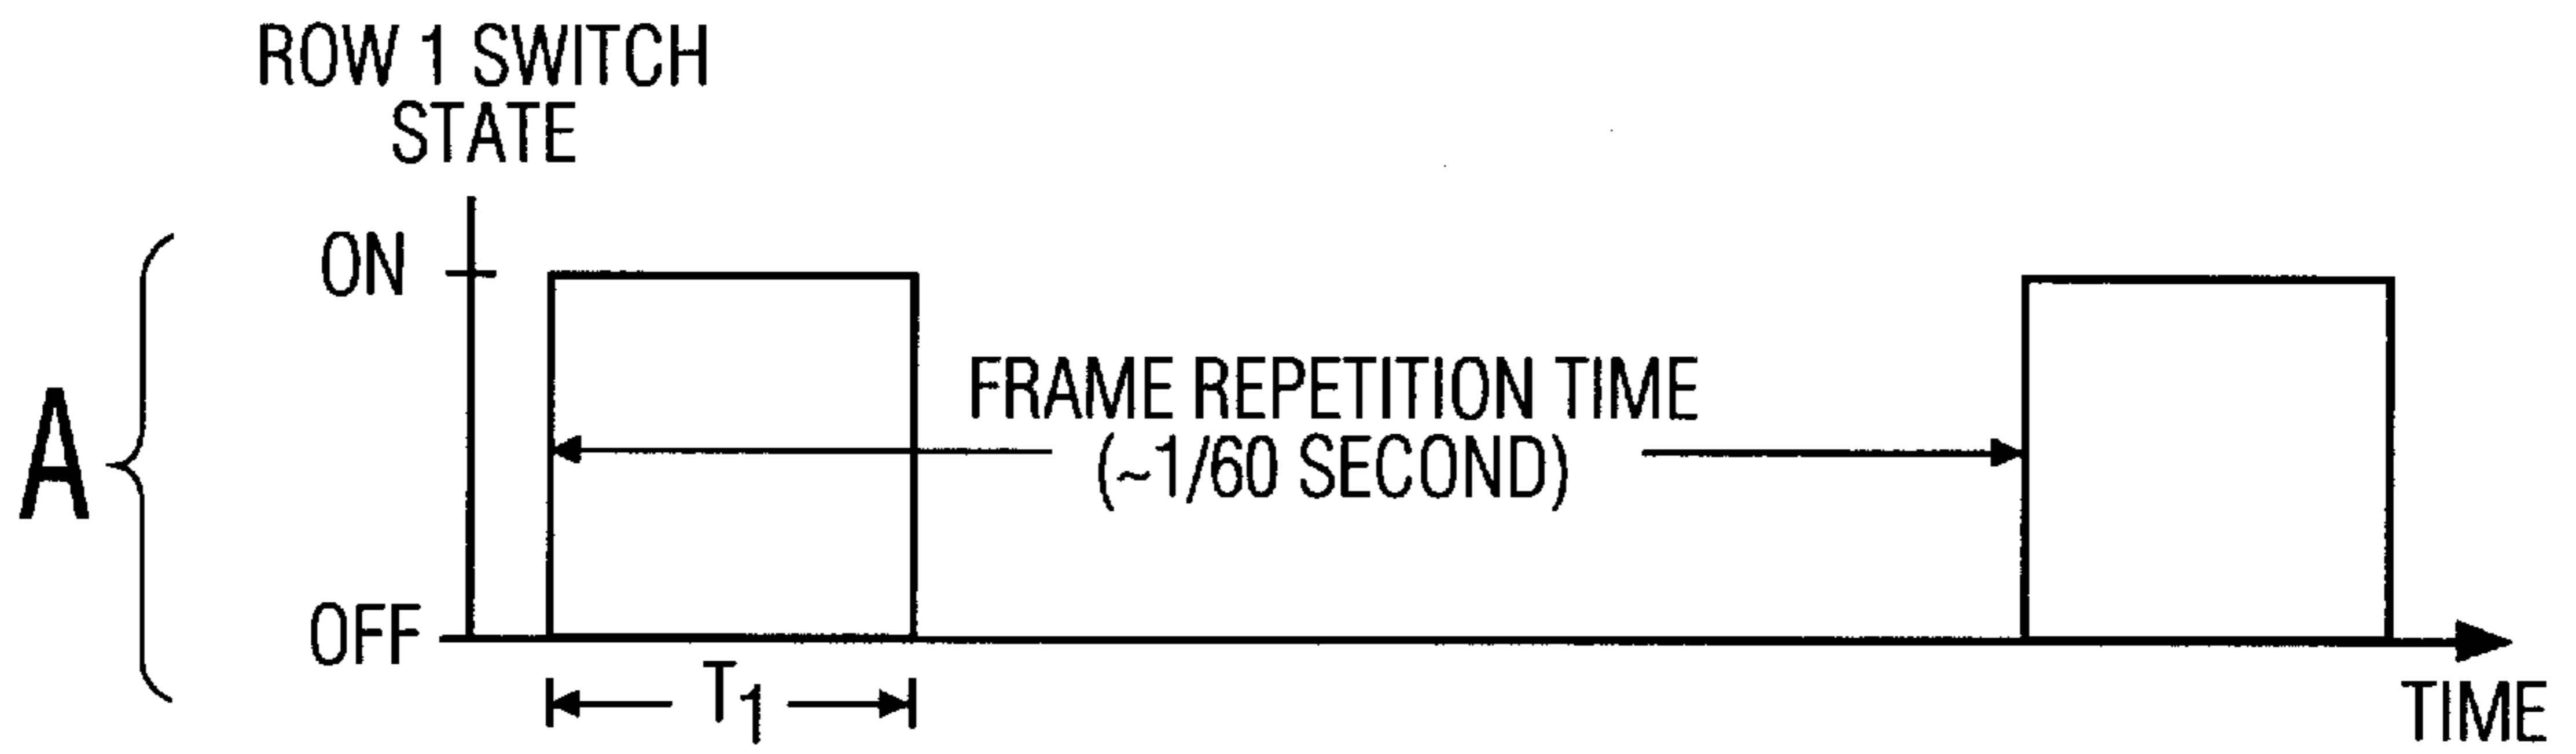 ROW 1 SWITCH
STATE
A
ON
FRAME REPETITION TIME
(~1/60 SECOND)
OFF
T1
TIME